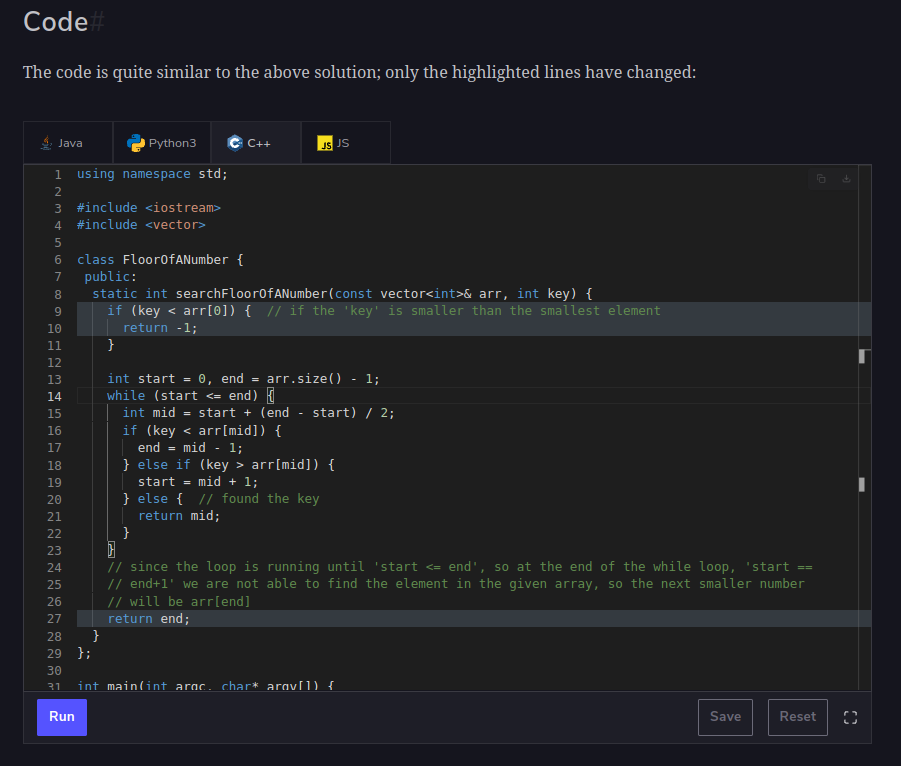 Code#
The code is quite similar to the above solution; only the highlighted lines have changed:
Java Python3 C++ JS
1 using namespace std;
2
3 #include <iostream>
4 #include <vector>
5
6 class FloorOfANumber {
7 public:
8 static int searchFloorOfANumber(const vector<int>& arr, int key) {
9 if (key < arr[0]) { // if the 'key' is smaller than the smallest element
10 return -1;
11 }
12
13 int start = 0, end = arr.size() - 1;
14 while (start <= end) {
15 int mid = start + (end - start) / 2;
16 if (key < arr[mid]) {
17 end = mid - 1;
18 } else if (key > arr[mid]) {
19 start = mid + 1;
20 } else { // found the key
21 return mid;
22 }
23 }
24 // since the loop is running until 'start <= end', so at the end of the while loop, 'start ==
25 // end+1' we are not able to find the element in the given array, so the next smaller number
26 // will be arr[end]
27 return end;
28 }
29 };
30
31 int main(int argc, char* argv[]) {
Run Save Reset